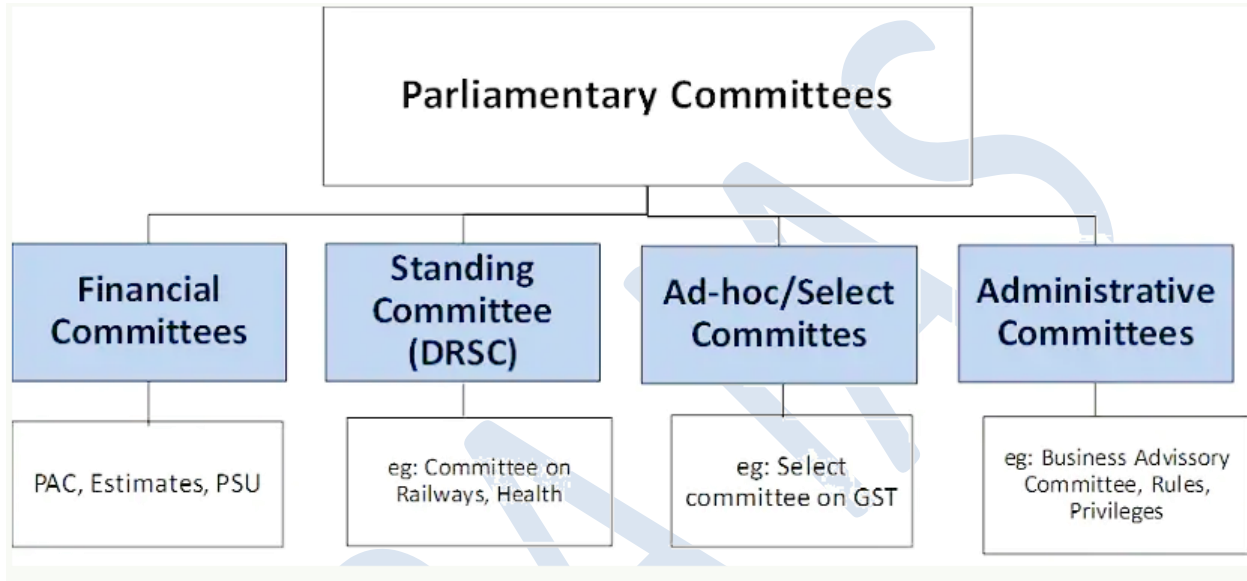 Parliamentary Committees
Financial
Committees
Standing
Committee
(DRSC)
Ad-hoc/Select
Committes
Administrative
Committees
PAC, Estimates, PSU
eg: Committee on
Railways, Health
eg: Select
committee on GST
eg: Business Advissory
Committee, Rules,
Privileges